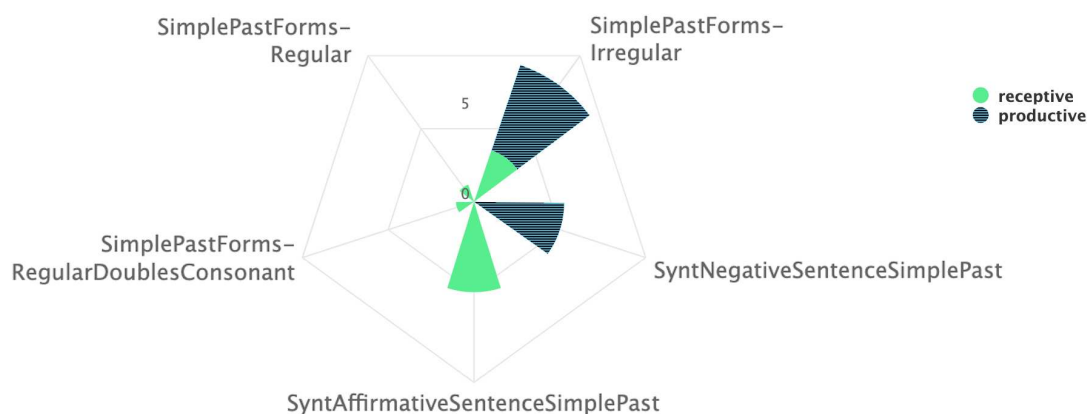 SimplePastForms-
Regular
SimplePastForms-
Irregular
5
receptive
productive
0
SimplePastForms-
RegularDoublesConsonant
SyntNegativeSentenceSimplePast
SyntAffirmativeSentenceSimplePast